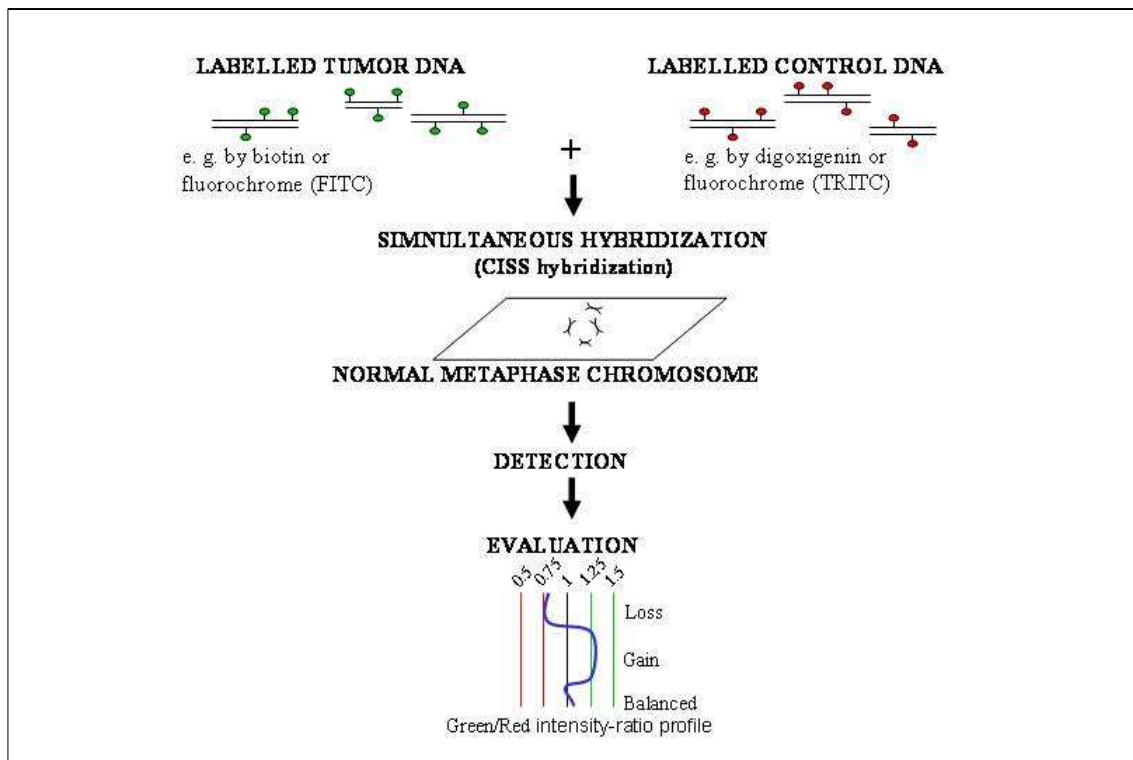 LABELLED TUMOR DNA
LABELLED CONTROL DNA
e. g. by biotin or
fluorochrome (FITC)
+
e. g. by digoxigenin or
fluorochrome (TRITC)
SIMNULTANEOUS HYBRIDIZATION
(CISS hybridization)
NORMAL METAPHASE CHROMOSOME
DETECTION
EVALUATION
0.5 0.75 1 1.25 1.5
Loss
Gain
Balanced
Green/Red intensity-ratio profile